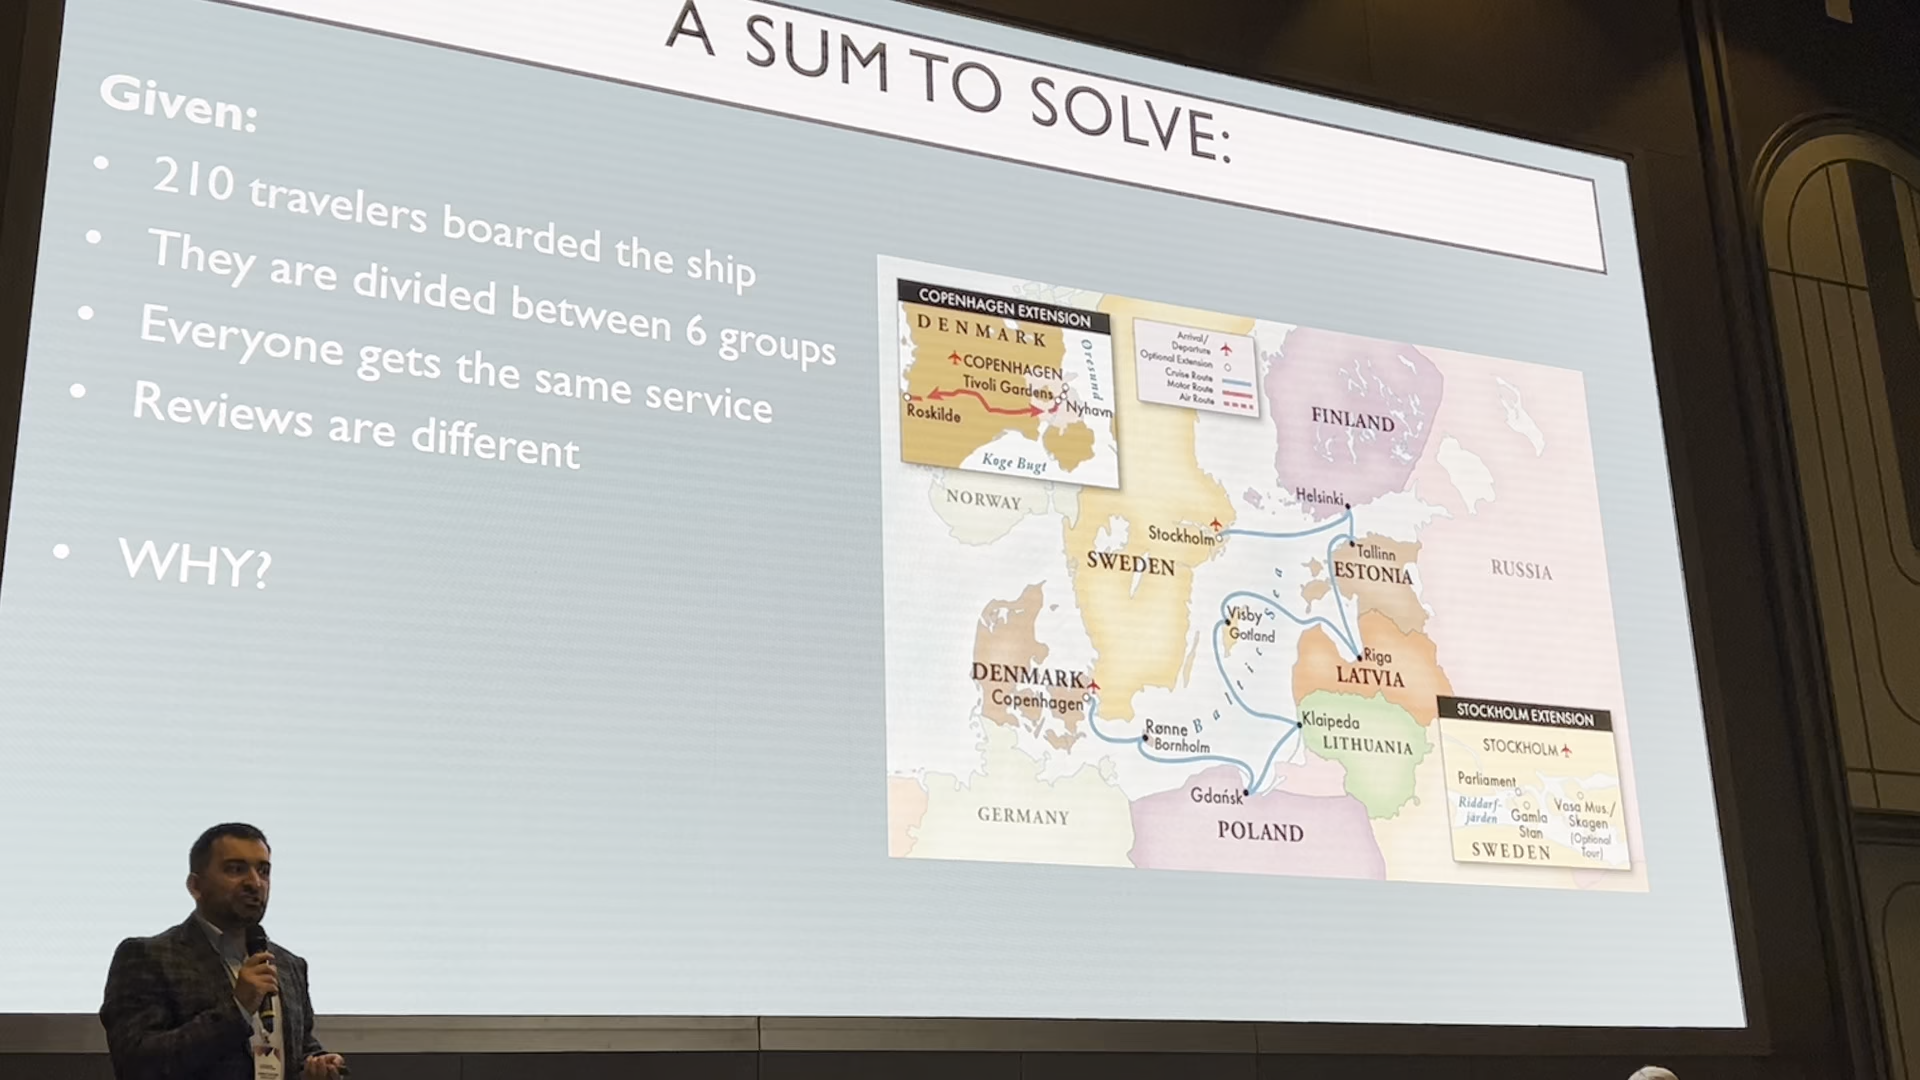 A SUM TO SOLVE:
Given:
• 210 travelers boarded the ship
• They are divided between 6 groups
• Everyone gets the same service
• Reviews are different
• WHY?
COPENHAGEN EXTENSION
DENMARK
COPENHAGEN
Tivoli Gardens
Nyhavn
Roskilde
Oresund
Koge Bugt
Arrival/
Departure
Optional Extension
Cruise Route
Motor Route
Air Route
FINLAND
Helsinki
NORWAY
Stockholm
SWEDEN
Tallinn
ESTONIA
RUSSIA
Visby
Gotland
Baltic Sea
Riga
LATVIA
DENMARK
Copenhagen
Rønne
Bornholm
Klaipeda
LITHUANIA
Gdańsk
GERMANY
POLAND
STOCKHOLM EXTENSION
STOCKHOLM
Parliament
Riddarf-
järden
Gamla
Stan
Vasa Mus./
Skagen
(Optional
Tour)
SWEDEN